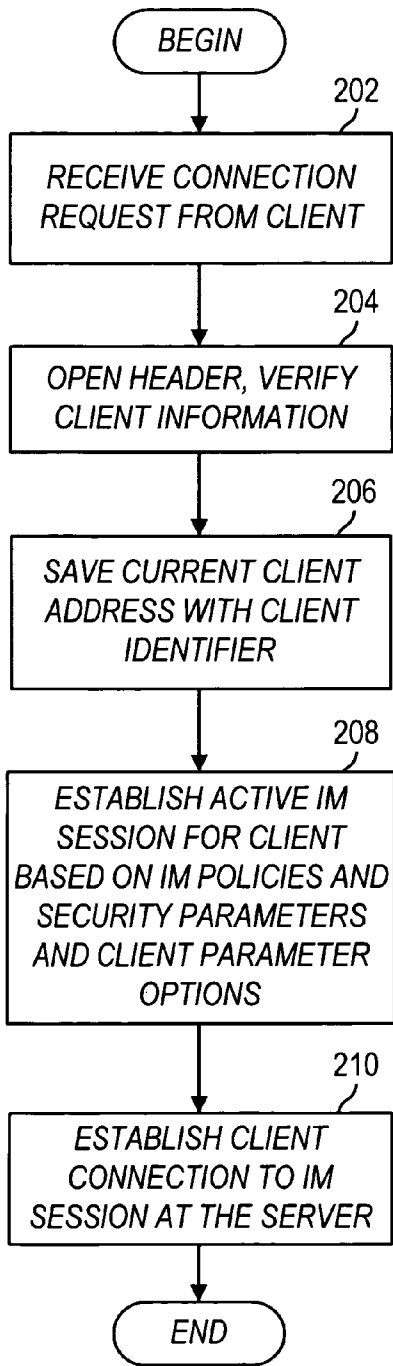 BEGIN
202
RECEIVE CONNECTION
REQUEST FROM CLIENT
204
OPEN HEADER, VERIFY
CLIENT INFORMATION
206
SAVE CURRENT CLIENT
ADDRESS WITH CLIENT
IDENTIFIER
208
ESTABLISH ACTIVE IM
SESSION FOR CLIENT
BASED ON IM POLICIES AND
SECURITY PARAMETERS
AND CLIENT PARAMETER
OPTIONS
210
ESTABLISH CLIENT
CONNECTION TO IM
SESSION AT THE SERVER
END